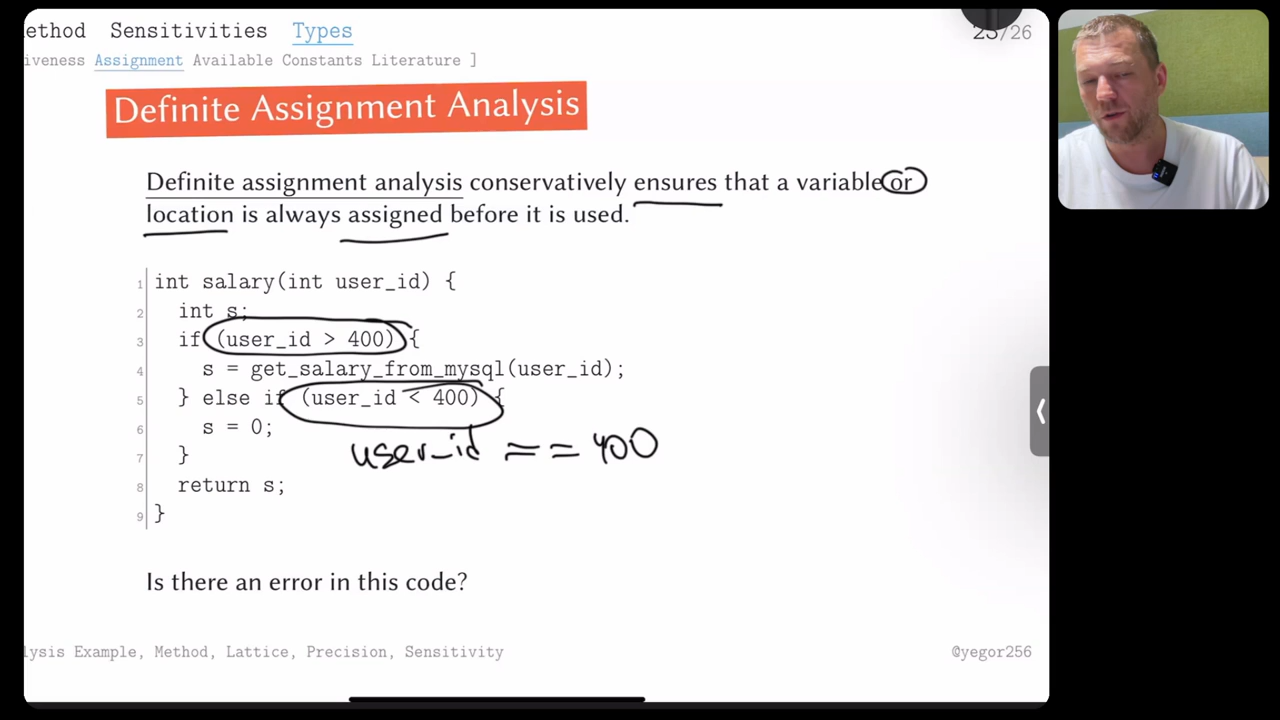 ethod Sensitivities Types
23/26
iveness Assignment Available Constants Literature ]
Definite Assignment Analysis
Definite assignment analysis conservatively ensures that a variable or
location is always assigned before it is used.
1 int salary(int user_id) {
2 int s;
3 if (user_id > 400) {
4 s = get_salary_from_mysql(user_id);
5 } else if (user_id < 400) {
6 s = 0;
user_id == 400
7 }
8 return s;
9 }
Is there an error in this code?
lysis Example, Method, Lattice, Precision, Sensitivity
@yegor256